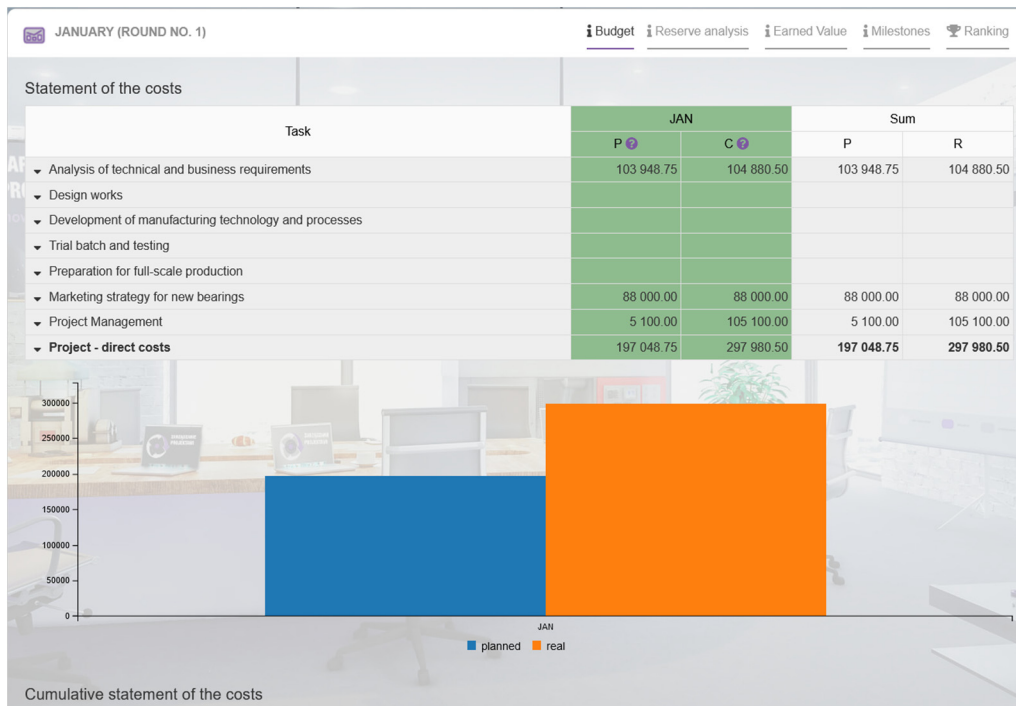 JANUARY (ROUND NO. 1)
Budget Reserve analysis Earned Value Milestones Ranking
Statement of the costs
Task JAN Sum
P C P R
Analysis of technical and business requirements 103 948.75 104 880.50 103 948.75 104 880.50
Design works
Development of manufacturing technology and processes
Trial batch and testing
Preparation for full-scale production
Marketing strategy for new bearings 88 000.00 88 000.00 88 000.00 88 000.00
Project Management 5 100.00 105 100.00 5 100.00 105 100.00
Project - direct costs 197 048.75 297 980.50 197 048.75 297 980.50
300000
250000
200000
150000
100000
50000
0
JAN
planned real
Cumulative statement of the costs